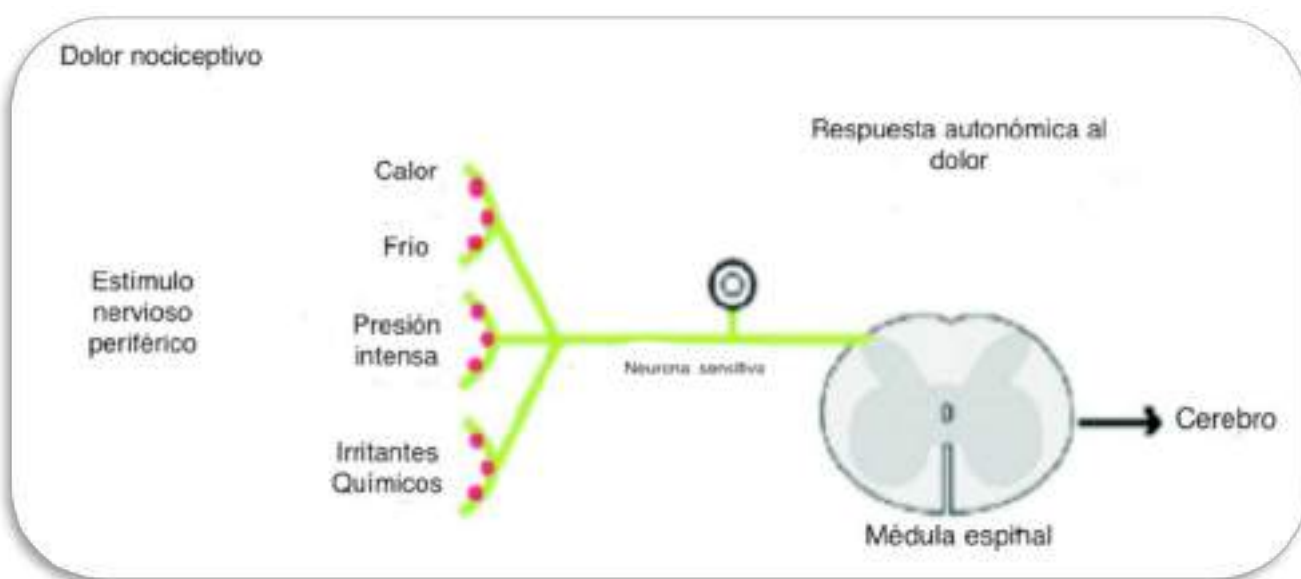 Dolor nociceptivo
Respuesta autonómica al
dolor
Calor
Frio
Estímulo
nervioso
periférico
Presión
intensa
Neurona sensitiva
Irritantes
Químicos
Cerebro
Médula espinal